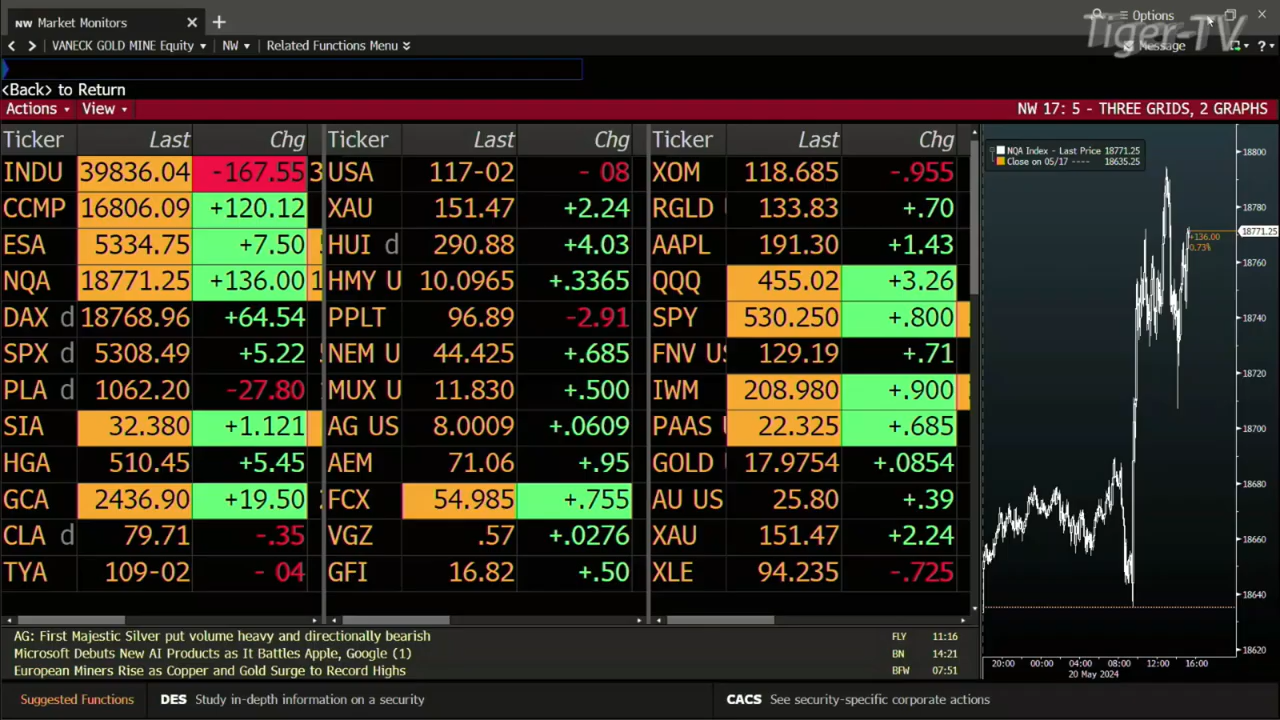 NW Market Monitors × +
Options
Tiger-TV
VANECK GOLD MINE Equity NW Related Functions Menu
Message ?
<Back> to Return
Actions View NW 17: 5 - THREE GRIDS, 2 GRAPHS
Ticker Last Chg Ticker Last Chg Ticker Last Chg
INDU 39836.04 -167.55 3 USA 117-02 - 08 XOM 118.685 -.955
CCMP 16806.09 +120.12 XAU 151.47 +2.24 RGLD 133.83 +.70
ESA 5334.75 +7.50 HUI d 290.88 +4.03 AAPL 191.30 +1.43
NQA 18771.25 +136.00 1 HMY U 10.0965 +.3365 QQQ 455.02 +3.26
DAX d 18768.96 +64.54 PPLT 96.89 -2.91 SPY 530.250 +.800
SPX d 5308.49 +5.22 NEM U 44.425 +.685 FNV US 129.19 +.71
PLA d 1062.20 -27.80 MUX U 11.830 +.500 IWM 208.980 +.900
SIA 32.380 +1.121 AG US 8.0009 +.0609 PAAS 22.325 +.685
HGA 510.45 +5.45 AEM 71.06 +.95 GOLD 17.9754 +.0854
GCA 2436.90 +19.50 FCX 54.985 +.755 AU US 25.80 +.39
CLA d 79.71 -.35 VGZ .57 +.0276 XAU 151.47 +2.24
TYA 109-02 - 04 GFI 16.82 +.50 XLE 94.235 -.725
NQA Index - Last Price 18771.25
Close on 05/17 ---- 18635.25
18800
18780
18771.25
+136.00
0.73%
18760
18740
18720
18700
18680
18660
18640
18620
20:00 00:00 04:00 08:00 12:00 16:00
20 May 2024
AG: First Majestic Silver put volume heavy and directionally bearish FLY 11:16
Microsoft Debuts New AI Products as It Battles Apple, Google (1) BN 14:21
European Miners Rise as Copper and Gold Surge to Record Highs BFW 07:51
Suggested Functions DES Study in-depth information on a security CACS See security-specific corporate actions